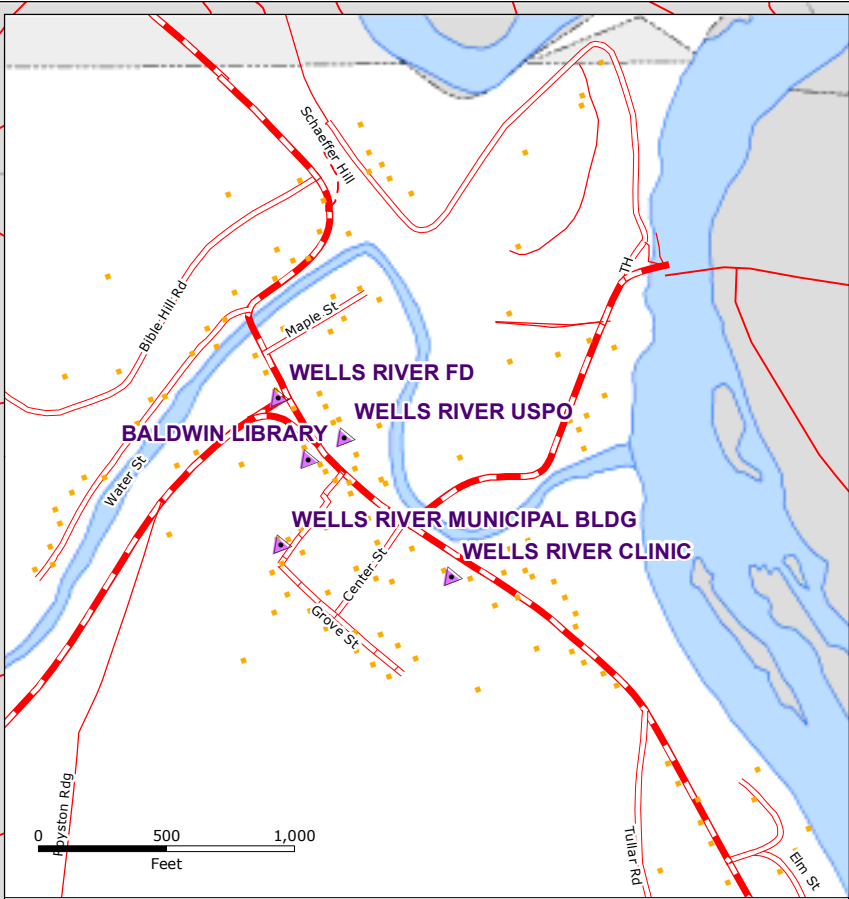 Schaeffer Hill
TH
Bible Hill Rd
Maple St
WELLS RIVER FD
WELLS RIVER USPO
BALDWIN LIBRARY
Water St
WELLS RIVER MUNICIPAL BLDG
WELLS RIVER CLINIC
Center St
Grove St
Royston Rdg
0 500 1,000
Feet
Tullar Rd
Elm St